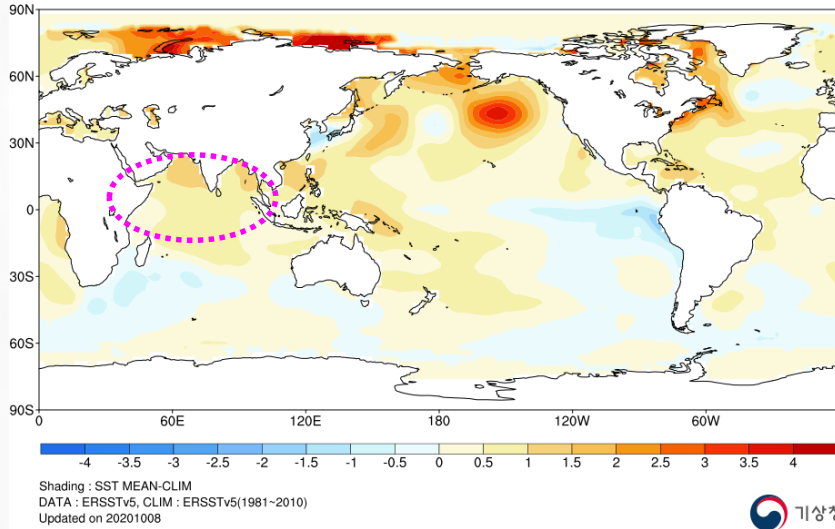 90N
60N
30N
0
30S
60S
90S
0 60E 120E 180 120W 60W
-4 -3.5 -3 -2.5 -2 -1.5 -1 -0.5 0 0.5 1 1.5 2 2.5 3 3.5 4
Shading : SST MEAN-CLIM
DATA : ERSSTv5, CLIM : ERSSTv5(1981~2010)
Updated on 20201008
기상